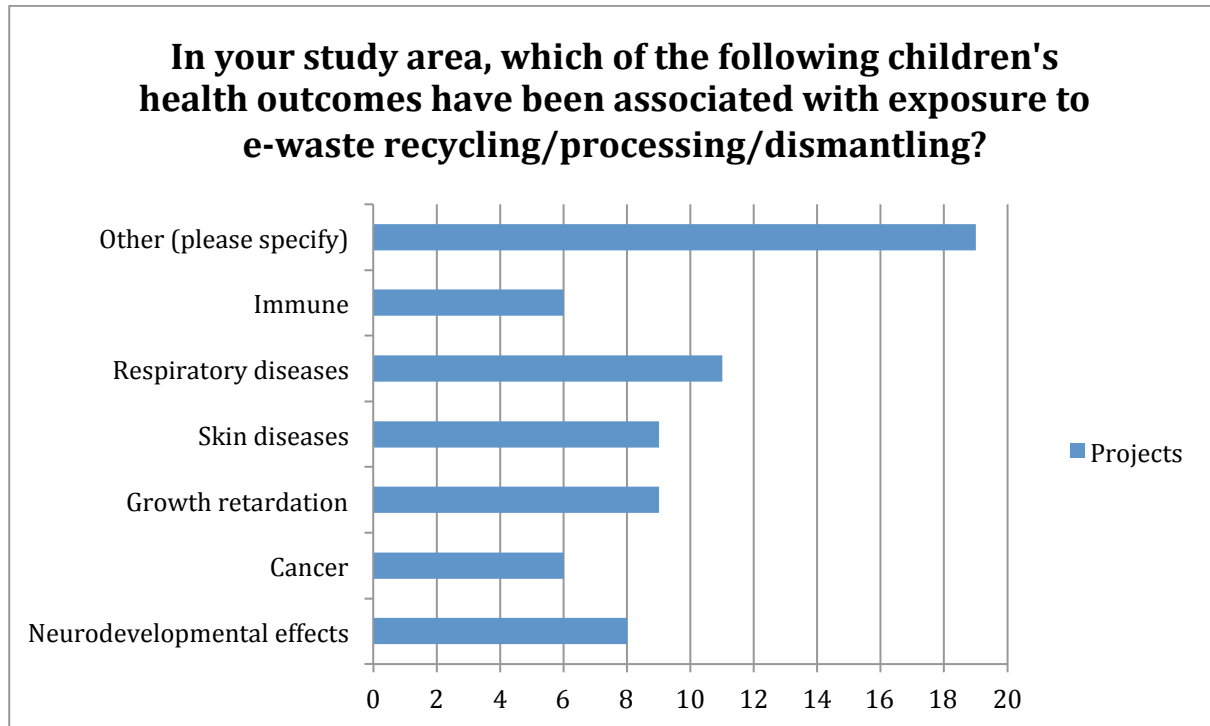 In your study area, which of the following children's
health outcomes have been associated with exposure to
e-waste recycling/processing/dismantling?
Other (please specify)
Immune
Respiratory diseases
Skin diseases
Growth retardation
Cancer
Neurodevelopmental effects
Projects
0 2 4 6 8 10 12 14 16 18 20